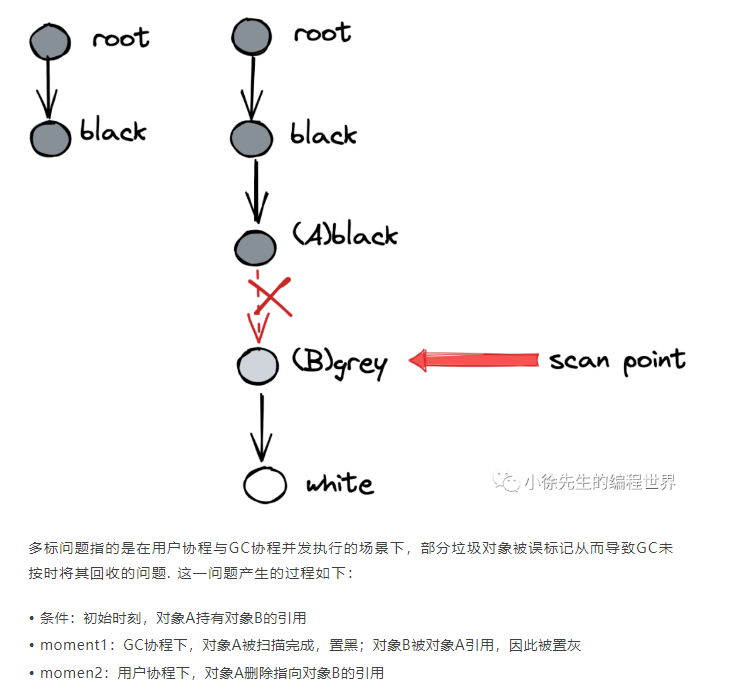 root
root
black
black
(A)black
(B)grey
scan point
white
小徐先生的编程世界
多标问题指的是在用户协程与GC协程并发执行的场景下，部分垃圾对象被误标记从而导致GC未
按时将其回收的问题. 这一问题产生的过程如下：
• 条件：初始时刻，对象A持有对象B的引用
• moment1：GC协程下，对象A被扫描完成，置黑；对象B被对象A引用，因此被置灰
• momen2：用户协程下，对象A删除指向对象B的引用